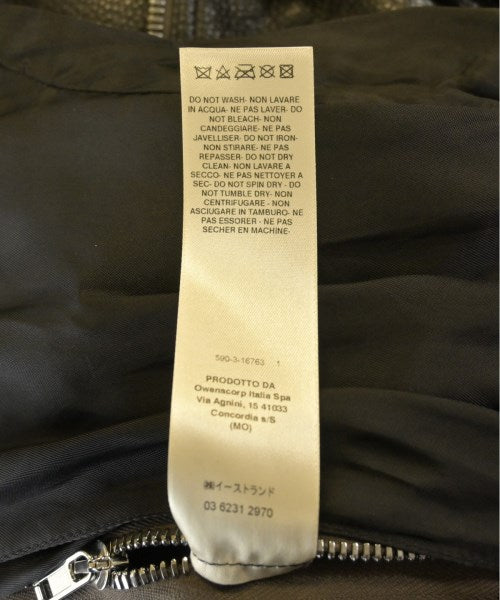 DO NOT WASH- NON LAVARE
IN ACQUA- NE PAS LAVER- DO
NOT BLEACH- NON
CANDEGGIARE- NE PAS
JAVELLISER- DO NOT IRON-
NON STIRARE- NE PAS
REPASSER- DO NOT DRY
CLEAN- NON LAVARE A
SECCO- NE PAS NETTOYER A
SEC- DO NOT SPIN DRY - DO
NOT TUMBLE DRY- NON
CENTRIFUGARE - NON
ASCIUGARE IN TAMBURO- NE
PAS ESSORER - NE PAS
SECHER EN MACHINE-
590-3-16763 1
PRODOTTO DA
Owenscorp Italia Spa
Via Agnini, 15 41033
Concordia s/S
(MO)
㈱イーストランド
03 6231 2970